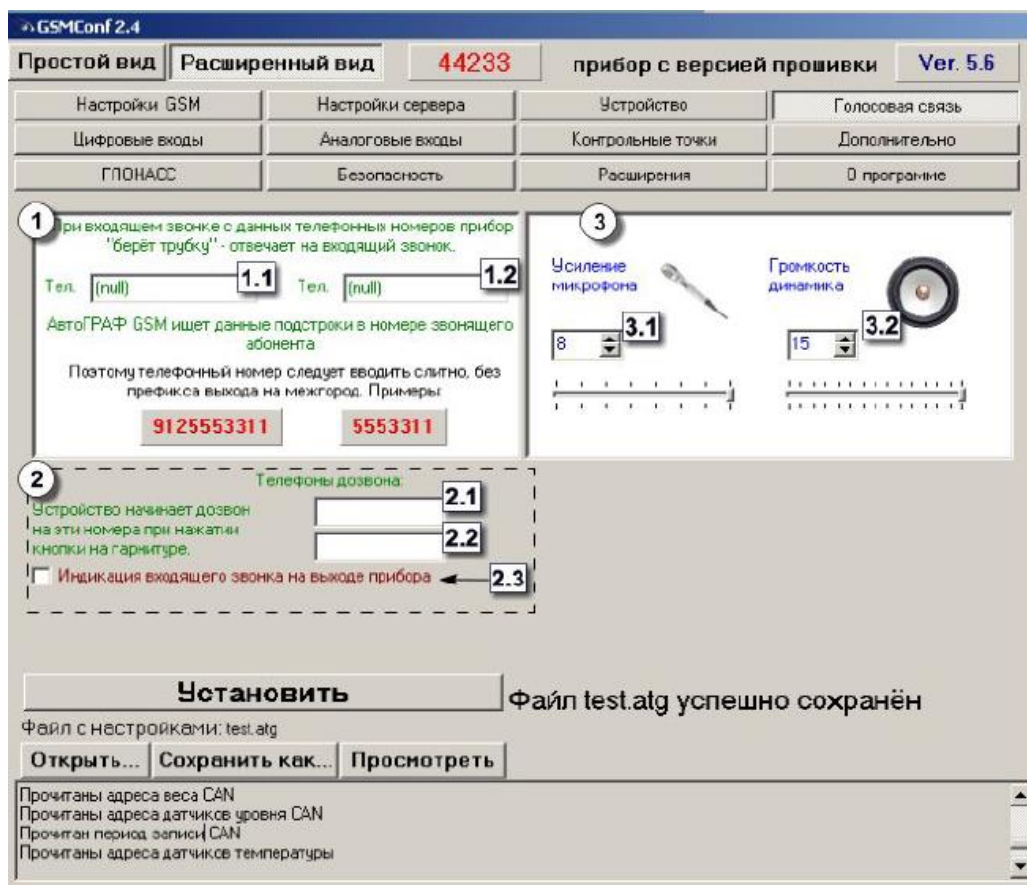 GSMConf 2.4
Простой вид Расширенный вид 44233 прибор с версией прошивки Ver. 5.6
Настройки GSM Настройки сервера Устройство Голосовая связь
Цифровые входы Аналоговые входы Контрольные точки Дополнительно
ГЛОНАСС Безопасность Расширения О программе
1
При входящем звонке с данных телефонных номеров прибор
"берёт трубку" - отвечает на входящий звонок.
Тел. (null) 1.1 Тел. (null) 1.2
АвтоГРАФ GSM ищет данные подстроки в номере звонящего
абонента
Поэтому телефонный номер следует вводить слитно, без
префикса выхода на межгород. Примеры:
9125553311 5553311
3
Усиление
микрофона
8 3.1
Громкость
динамика
15 3.2
2
Телефоны дозвона:
Устройство начинает дозвон
на эти номера при нажатии
кнопки на гарнитуре.
2.1
2.2
Индикация входящего звонка на выходе прибора 2.3
Установить Файл test.atg успешно сохранён
Файл с настройками: test.atg
Открыть... Сохранить как... Просмотреть
Прочитаны адреса веса CAN
Прочитаны адреса датчиков уровня CAN
Прочитан период записи CAN
Прочитаны адреса датчиков температуры